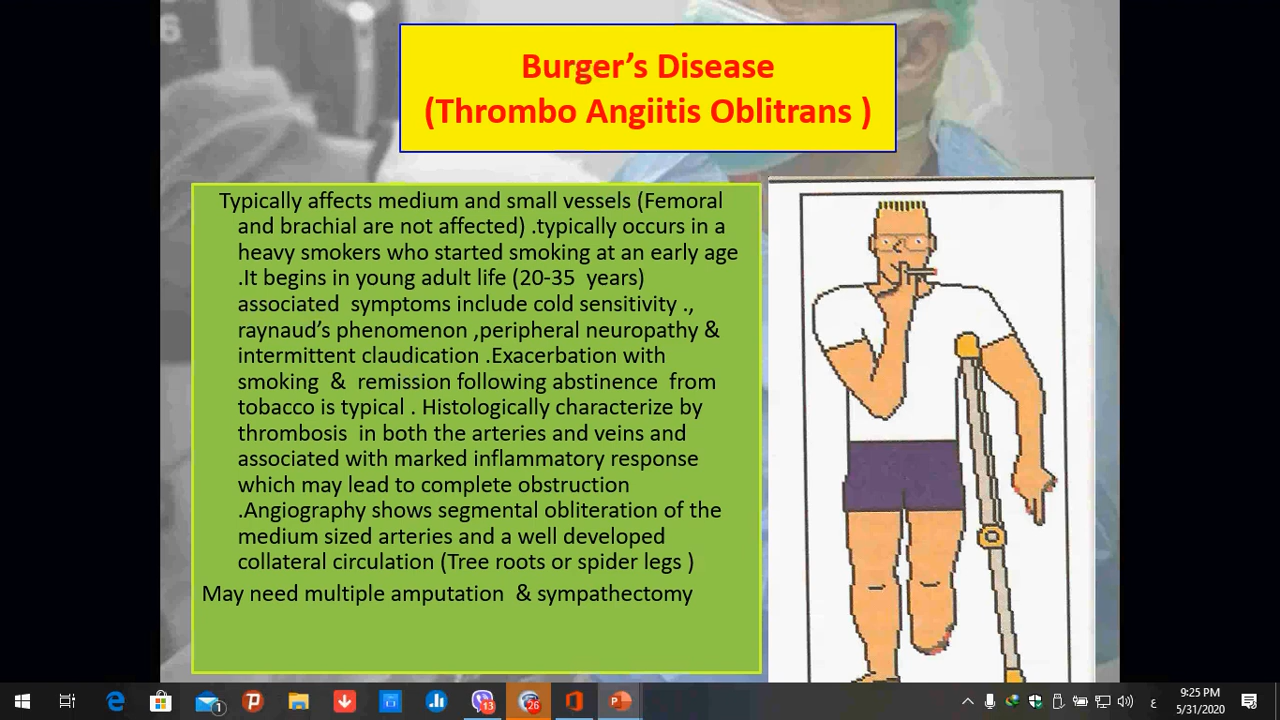 Burger’s Disease
(Thrombo Angiitis Oblitrans )
Typically affects medium and small vessels (Femoral
and brachial are not affected) .typically occurs in a
heavy smokers who started smoking at an early age
.It begins in young adult life (20-35 years)
associated symptoms include cold sensitivity .,
raynaud’s phenomenon ,peripheral neuropathy &
intermittent claudication .Exacerbation with
smoking & remission following abstinence from
tobacco is typical . Histologically characterize by
thrombosis in both the arteries and veins and
associated with marked inflammatory response
which may lead to complete obstruction
.Angiography shows segmental obliteration of the
medium sized arteries and a well developed
collateral circulation (Tree roots or spider legs )
May need multiple amputation & sympathectomy
1
13
26
ع
9:25 PM
5/31/2020